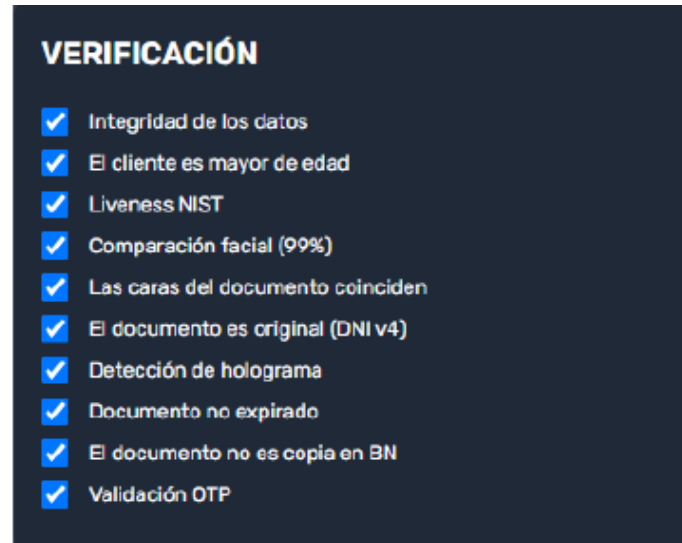 VERIFICACIÓN
Integridad de los datos
El cliente es mayor de edad
Liveness NIST
Comparación facial (99%)
Las caras del documento coinciden
El documento es original (DNI v4)
Detección de holograma
Documento no expirado
El documento no es copia en BN
Validación OTP